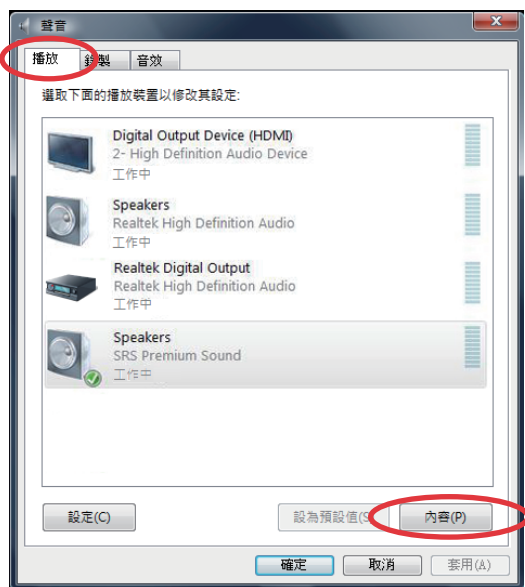 聲音
播放 錄製 音效
選取下面的播放裝置以修改其設定:
Digital Output Device (HDMI)
2- High Definition Audio Device
工作中
Speakers
Realtek High Definition Audio
工作中
Realtek Digital Output
Realtek High Definition Audio
工作中
Speakers
SRS Premium Sound
工作中
設定(C) 設為預設值(S 內容(P)
確定 取消 套用(A)